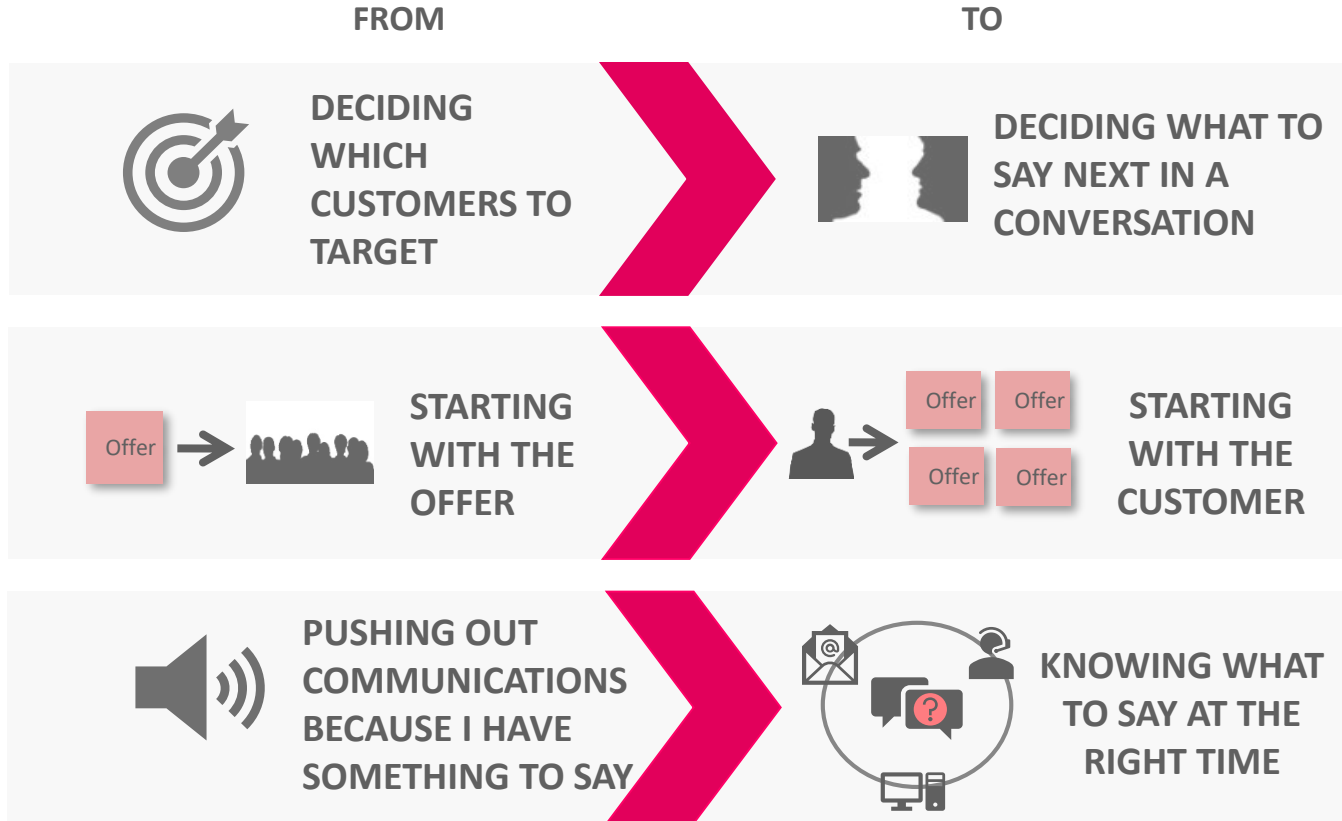 FROM
TO
DECIDING
WHICH
CUSTOMERS TO
TARGET
DECIDING WHAT TO
SAY NEXT IN A
CONVERSATION
Offer
STARTING
WITH THE
OFFER
Offer
Offer
Offer
Offer
STARTING
WITH THE
CUSTOMER
PUSHING OUT
COMMUNICATIONS
BECAUSE I HAVE
SOMETHING TO SAY
@
?
KNOWING WHAT
TO SAY AT THE
RIGHT TIME